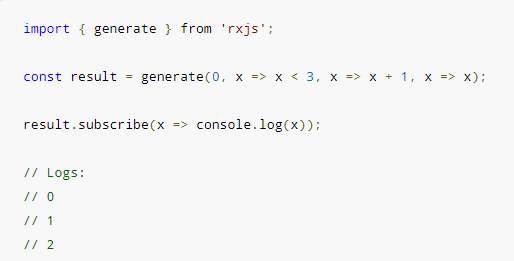 import { generate } from 'rxjs';
const result = generate(0, x => x < 3, x => x + 1, x => x);
result.subscribe(x => console.log(x));
// Logs:
// 0
// 1
// 2